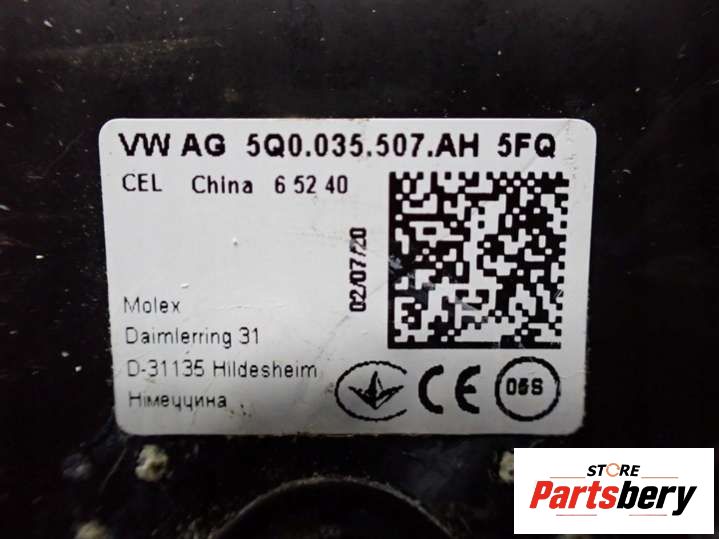 VW AG 5Q0.035.507.AH 5FQ
CEL China 6 52 40
02/07/20
Molex
Daimlerring 31
D-31135 Hildesheim
Німеччина
CE
STORE
Partsbery